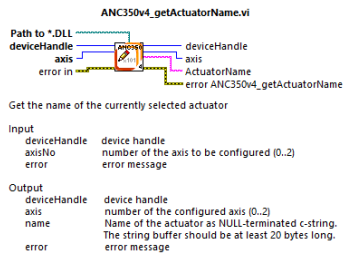 ANC350v4_getActuatorName.vi
Path to *.DLL
deviceHandle deviceHandle
axis axis
error in ActuatorName
error ANC350v4_getActuatorName
ANC350
Get the name of the currently selected actuator
Input
deviceHandle device handle
axisNo number of the axis to be configured (0..2)
error error message
Output
deviceHandle device handle
axis number of the configured axis (0..2)
name Name of the actuator as NULL-terminated c-string.
The string buffer should be at least 20 bytes long.
error error message